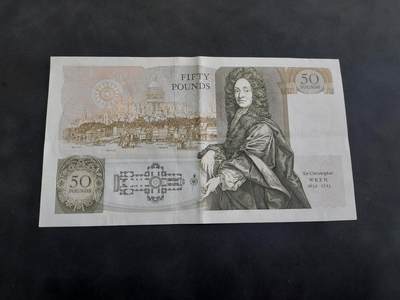 FIFTY
POUNDS
50
POUNDS
50
POUNDS
Sir Christopher
WREN
1632 1723